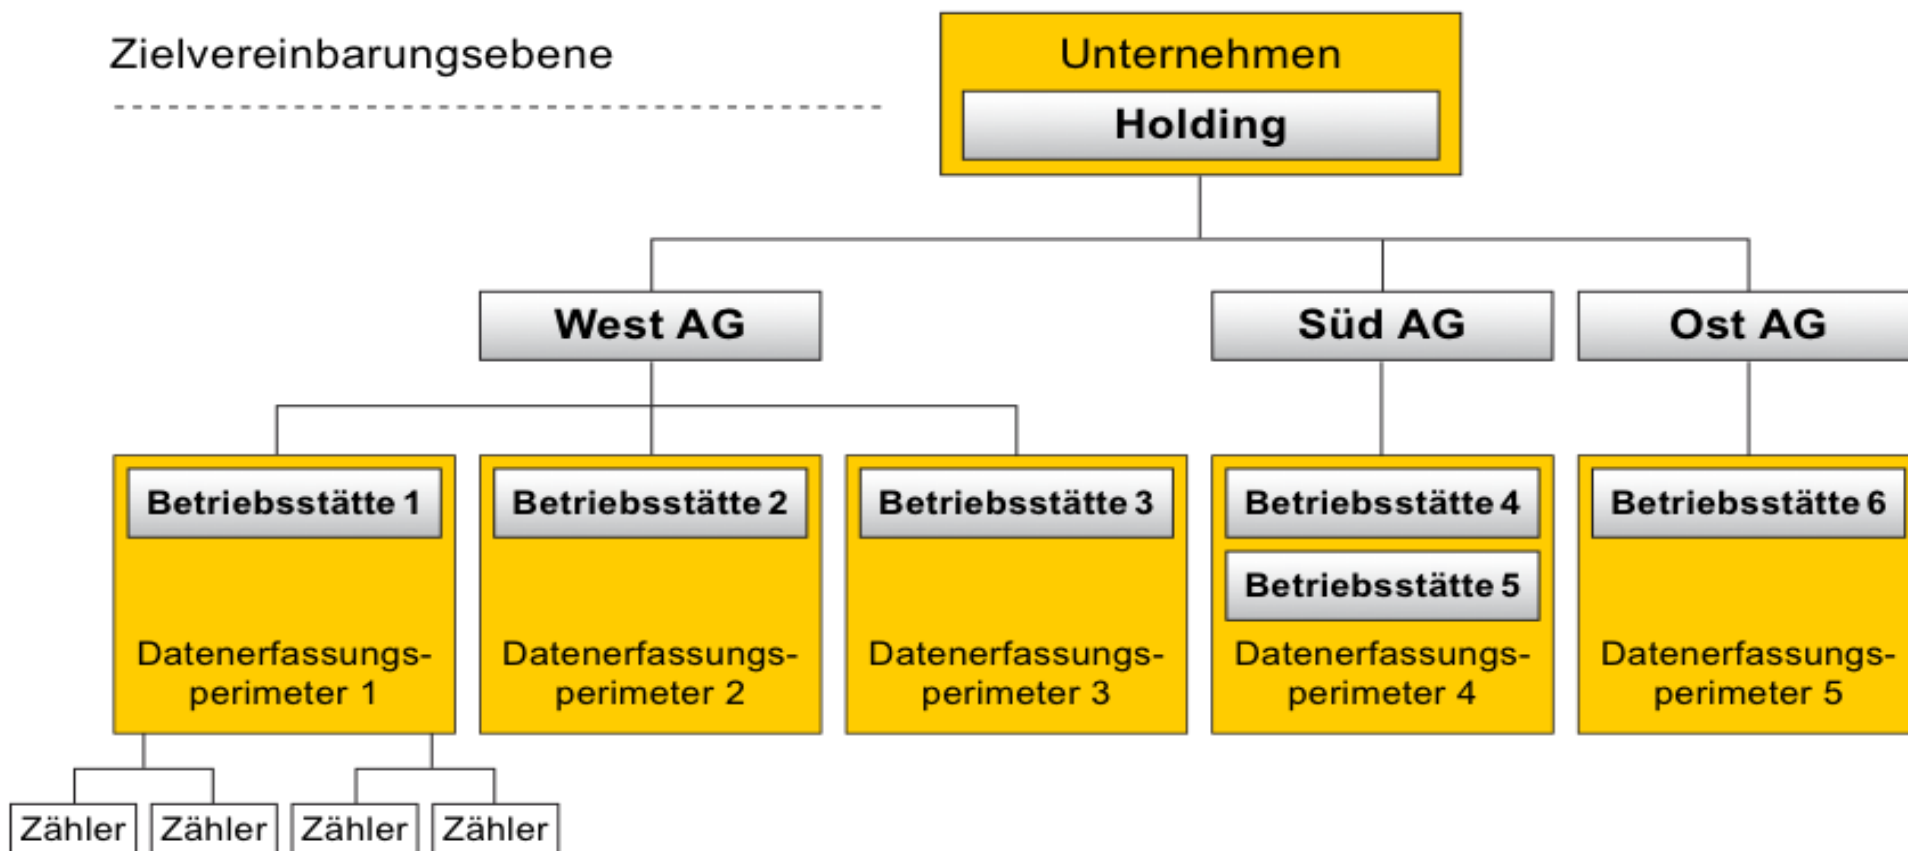 Zielvereinbarungsebene
Unternehmen
Holding
West AG
Süd AG
Ost AG
Betriebsstätte 1
Betriebsstätte 2
Betriebsstätte 3
Betriebsstätte 4
Betriebsstätte 6
Betriebsstätte 5
Datenerfassungs-
perimeter 1
Datenerfassungs-
perimeter 2
Datenerfassungs-
perimeter 3
Datenerfassungs-
perimeter 4
Datenerfassungs-
perimeter 5
Zähler
Zähler
Zähler
Zähler